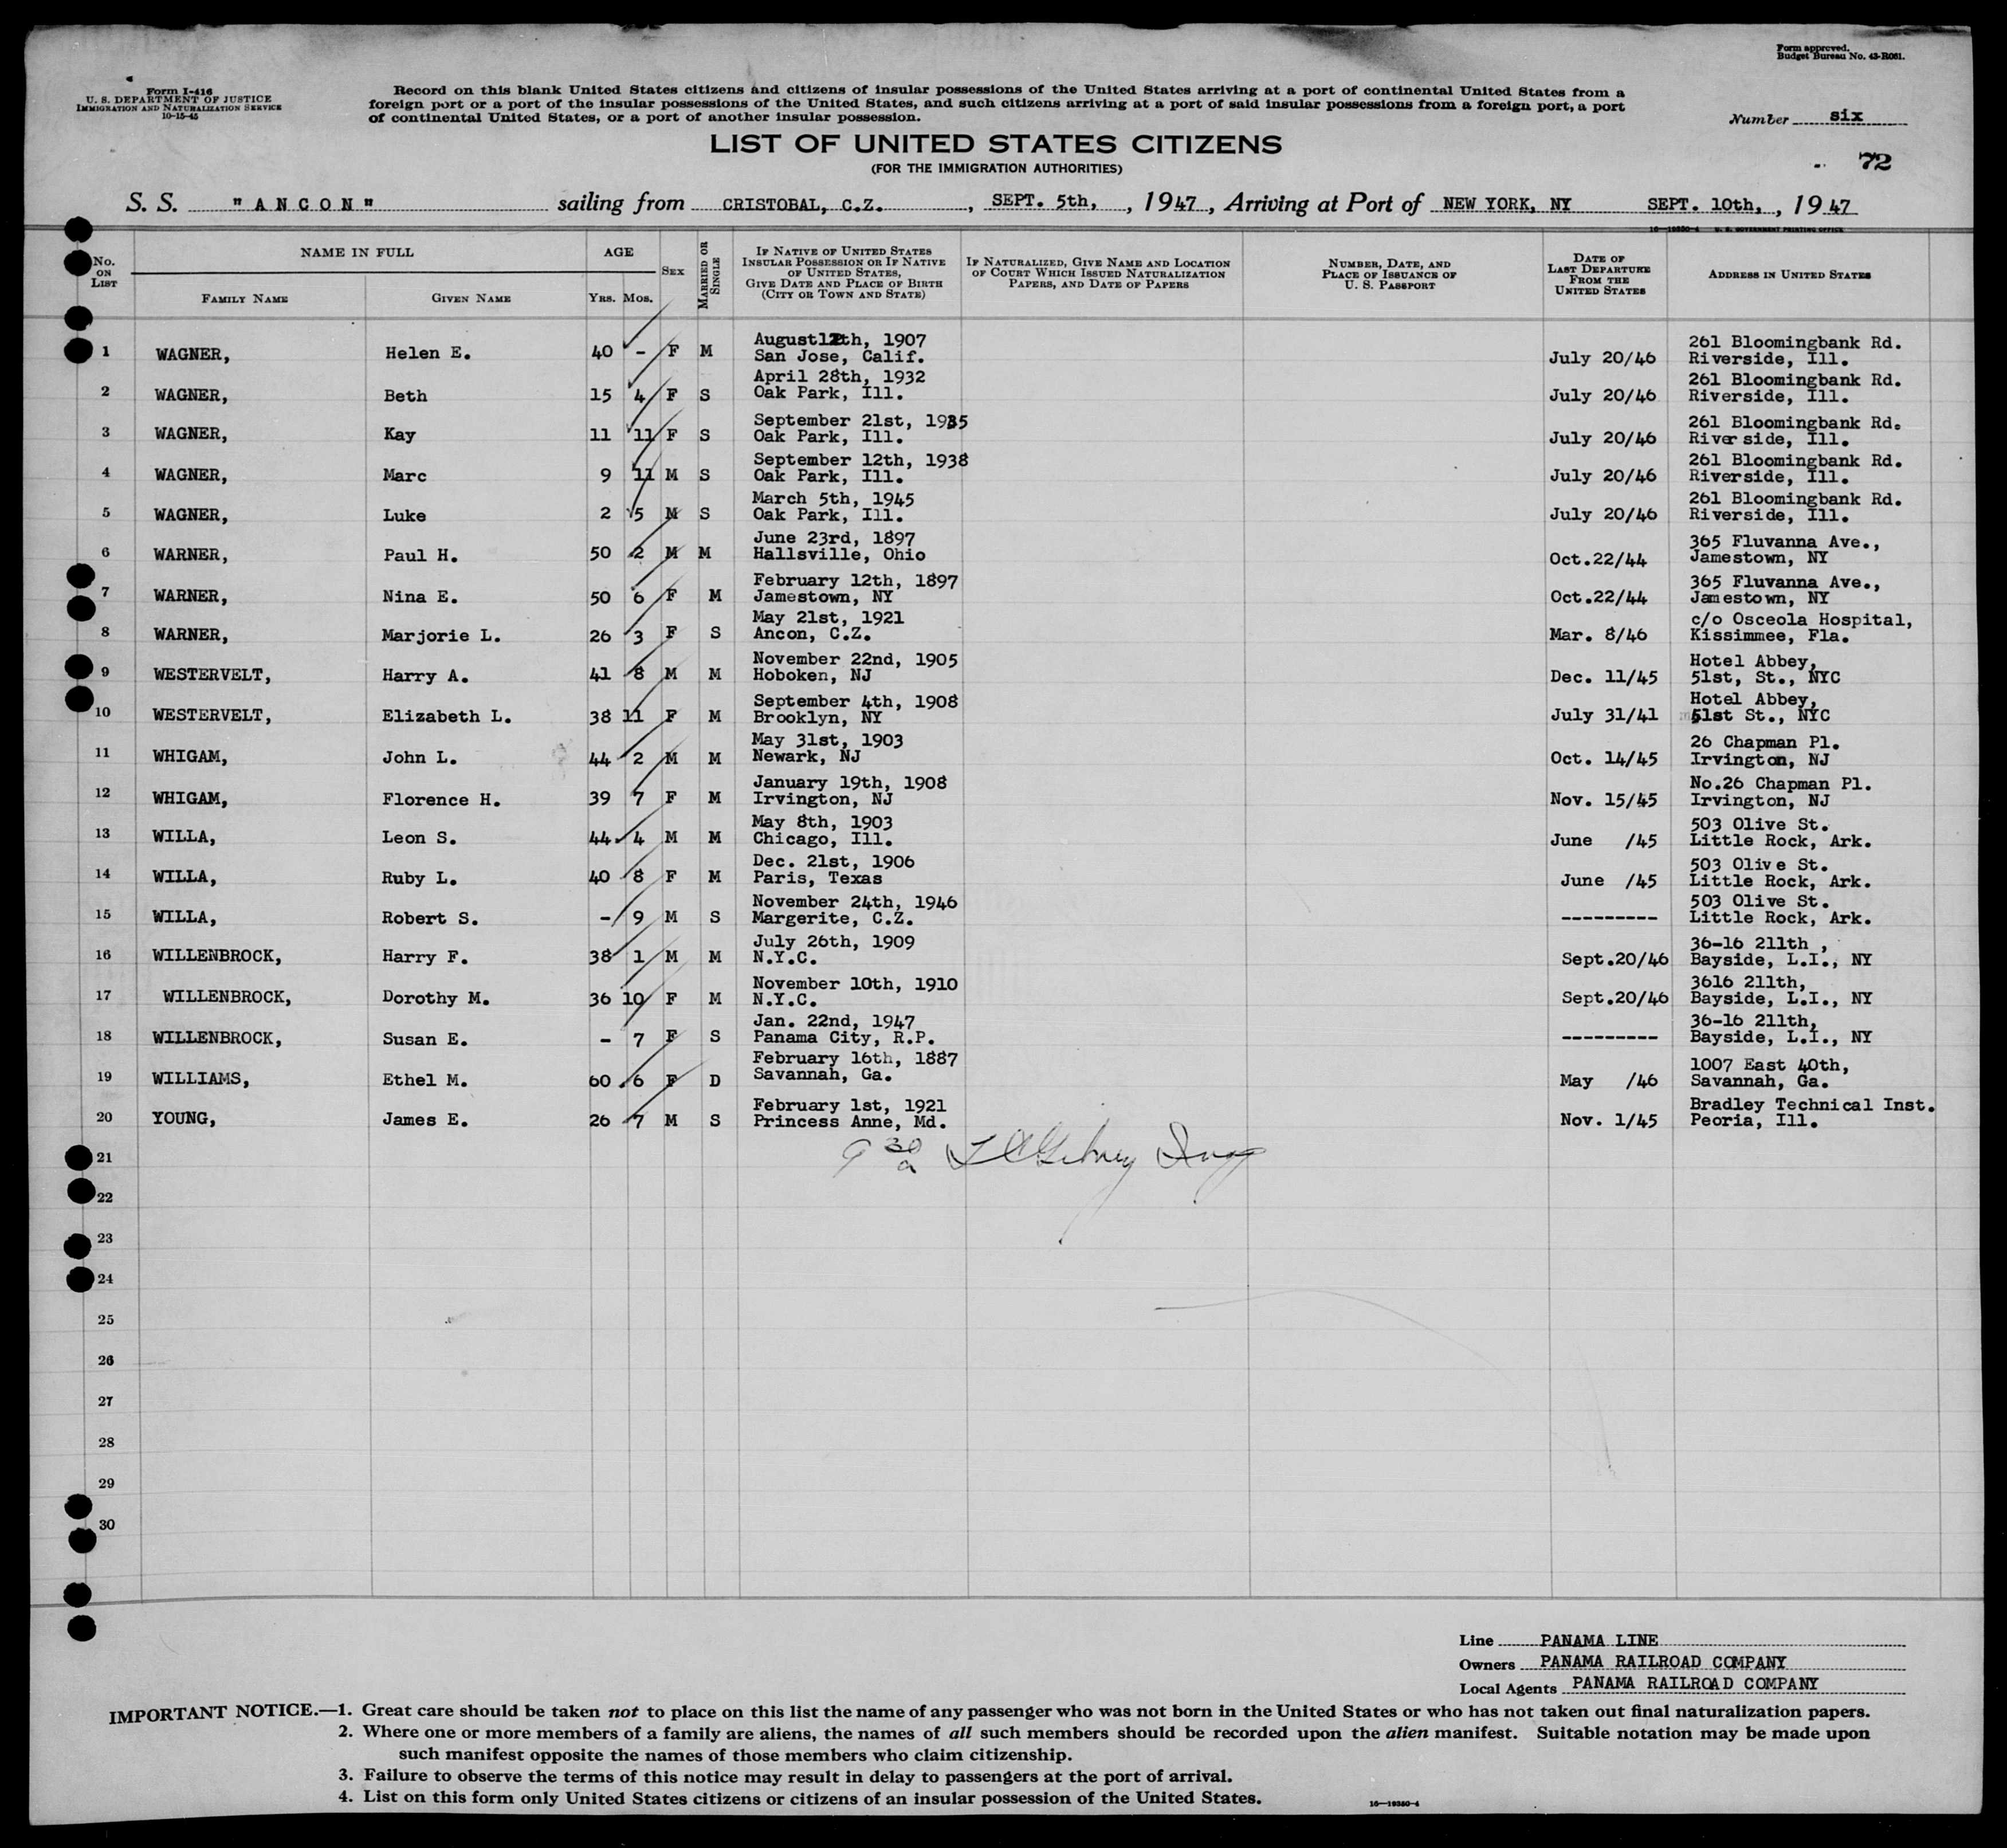 Form approved.
Budget Bureau No. 43-R081.
Form I-416
U. S. DEPARTMENT OF JUSTICE
IMMIGRATION AND NATURALIZATION SERVICE
10-15-45
Record on this blank United States citizens and citizens of insular possessions of the United States arriving at a port of continental United States from a
foreign port or a port of the insular possessions of the United States, and such citizens arriving at a port of said insular possessions from a foreign port, a port
of continental United States, or a port of another insular possession.
Number six
LIST OF UNITED STATES CITIZENS
(FOR THE IMMIGRATION AUTHORITIES)
72
S. S. "ANCON" sailing from CRISTOBAL, C.Z., SEPT. 5th, , 1947, Arriving at Port of NEW YORK, NY SEPT. 10th, , 1947
U. S. GOVERNMENT PRINTING OFFICE
No. ON LIST
NAME IN FULL
FAMILY NAME
GIVEN NAME
AGE
YRS. MOS.
SEX
MARRIED OR SINGLE
IF NATIVE OF UNITED STATES
INSULAR POSSESSION OR IF NATIVE
OF UNITED STATES,
GIVE DATE AND PLACE OF BIRTH
(CITY OR TOWN AND STATE)
IF NATURALIZED, GIVE NAME AND LOCATION
OF COURT WHICH ISSUED NATURALIZATION
PAPERS, AND DATE OF PAPERS
NUMBER, DATE, AND
PLACE OF ISSUANCE OF
U. S. PASSPORT
DATE OF
LAST DEPARTURE
FROM THE
UNITED STATES
ADDRESS IN UNITED STATES
August 12th, 1907 261 Bloomingbank Rd.
1 WAGNER, Helen E. 40 - F M San Jose, Calif. July 20/46 Riverside, Ill.
April 28th, 1932 261 Bloomingbank Rd.
2 WAGNER, Beth 15 4 F S Oak Park, Ill. July 20/46 Riverside, Ill.
September 21st, 1935 261 Bloomingbank Rd.
3 WAGNER, Kay 11 11 F S Oak Park, Ill. July 20/46 Riverside, Ill.
September 12th, 1938 261 Bloomingbank Rd.
4 WAGNER, Marc 9 11 M S Oak Park, Ill. July 20/46 Riverside, Ill.
March 5th, 1945 261 Bloomingbank Rd.
5 WAGNER, Luke 2 5 M S Oak Park, Ill. July 20/46 Riverside, Ill.
June 23rd, 1897 365 Fluvanna Ave.,
6 WARNER, Paul H. 50 2 M M Hallsville, Ohio Oct.22/44 Jamestown, NY
February 12th, 1897 365 Fluvanna Ave.,
7 WARNER, Nina E. 50 6 F M Jamestown, NY Oct.22/44 Jamestown, NY
May 21st, 1921 c/o Osceola Hospital,
8 WARNER, Marjorie L. 26 3 F S Ancon, C.Z. Mar. 8/46 Kissimmee, Fla.
November 22nd, 1905 Hotel Abbey,
9 WESTERVELT, Harry A. 41 8 M M Hoboken, NJ Dec. 11/45 51st, St., NYC
September 4th, 1908 Hotel Abbey,
10 WESTERVELT, Elizabeth L. 38 11 F M Brooklyn, NY July 31/41 51st St., NYC
May 31st, 1903 26 Chapman Pl.
11 WHIGAM, John L. 44 2 M M Newark, NJ Oct. 14/45 Irvington, NJ
January 19th, 1908 No.26 Chapman Pl.
12 WHIGAM, Florence H. 39 7 F M Irvington, NJ Nov. 15/45 Irvington, NJ
May 8th, 1903 503 Olive St.
13 WILLA, Leon S. 44 4 M M Chicago, Ill. June /45 Little Rock, Ark.
Dec. 21st, 1906 503 Olive St.
14 WILLA, Ruby L. 40 8 F M Paris, Texas June /45 Little Rock, Ark.
November 24th, 1946 503 Olive St.
15 WILLA, Robert S. - 9 M S Margerite, C.Z. --------- Little Rock, Ark.
July 26th, 1909 36-16 211th ,
16 WILLENBROCK, Harry F. 38 1 M M N.Y.C. Sept.20/46 Bayside, L.I., NY
November 10th, 1910 3616 211th,
17 WILLENBROCK, Dorothy M. 36 10 F M N.Y.C. Sept.20/46 Bayside, L.I., NY
Jan. 22nd, 1947 36-16 211th,
18 WILLENBROCK, Susan E. - 7 F S Panama City, R.P. --------- Bayside, L.I., NY
February 16th, 1887 1007 East 40th,
19 WILLIAMS, Ethel M. 60 6 F D Savannah, Ga. May /46 Savannah, Ga.
February 1st, 1921 Bradley Technical Inst.
20 YOUNG, James E. 26 7 M S Princess Anne, Md. Nov. 1/45 Peoria, Ill.
9 30 a
21
22
23
24
25
26
27
28
29
30
Line PANAMA LINE
Owners PANAMA RAILROAD COMPANY
Local Agents PANAMA RAILROAD COMPANY
IMPORTANT NOTICE.—1. Great care should be taken not to place on this list the name of any passenger who was not born in the United States or who has not taken out final naturalization papers.
2. Where one or more members of a family are aliens, the names of all such members should be recorded upon the alien manifest. Suitable notation may be made upon
such manifest opposite the names of those members who claim citizenship.
3. Failure to observe the terms of this notice may result in delay to passengers at the port of arrival.
4. List on this form only United States citizens or citizens of an insular possession of the United States.